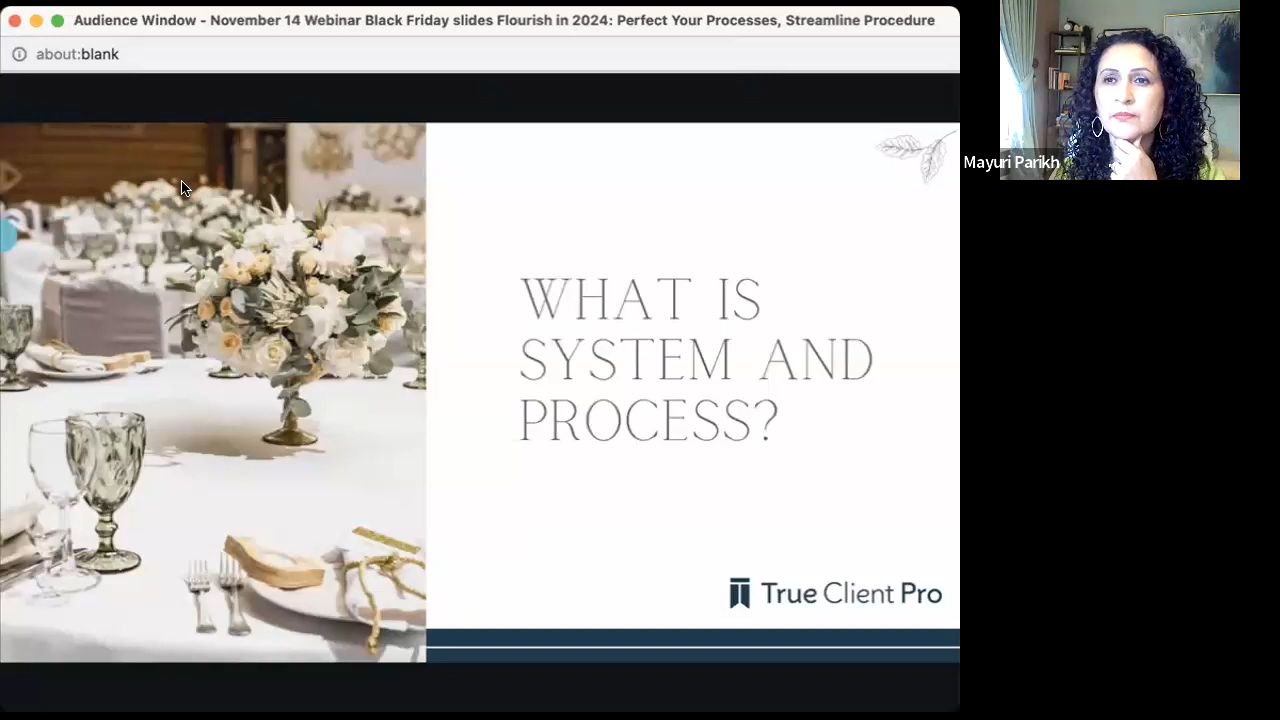 Audience Window - November 14 Webinar Black Friday slides Flourish in 2024: Perfect Your Processes, Streamline Procedure
about:blank
Mayuri Parikh
WHAT IS
SYSTEM AND
PROCESS?
True Client Pro